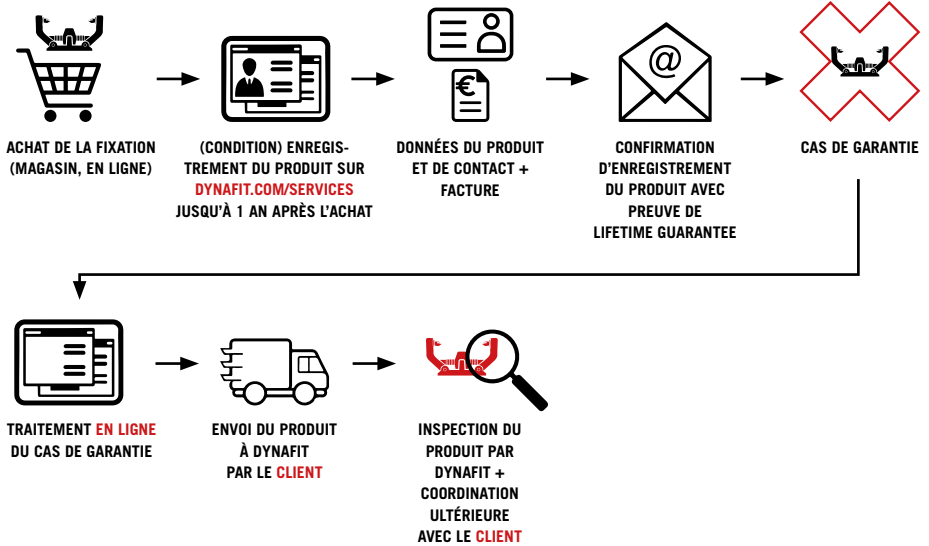 ACHAT DE LA FIXATION
(MAGASIN, EN LIGNE)
(CONDITION) ENREGIS-
TREMENT DU PRODUIT SUR
DYNAFIT.COM/SERVICES
JUSQU'À 1 AN APRÈS L'ACHAT
€
DONNÉES DU PRODUIT
ET DE CONTACT +
FACTURE
@
CONFIRMATION
D'ENREGISTREMENT
DU PRODUIT AVEC
PREUVE DE
LIFETIME GUARANTEE
CAS DE GARANTIE
TRAITEMENT EN LIGNE
DU CAS DE GARANTIE
ENVOI DU PRODUIT
À DYNAFIT
PAR LE CLIENT
INSPECTION DU
PRODUIT PAR
DYNAFIT +
COORDINATION
ULTÉRIEURE
AVEC LE CLIENT